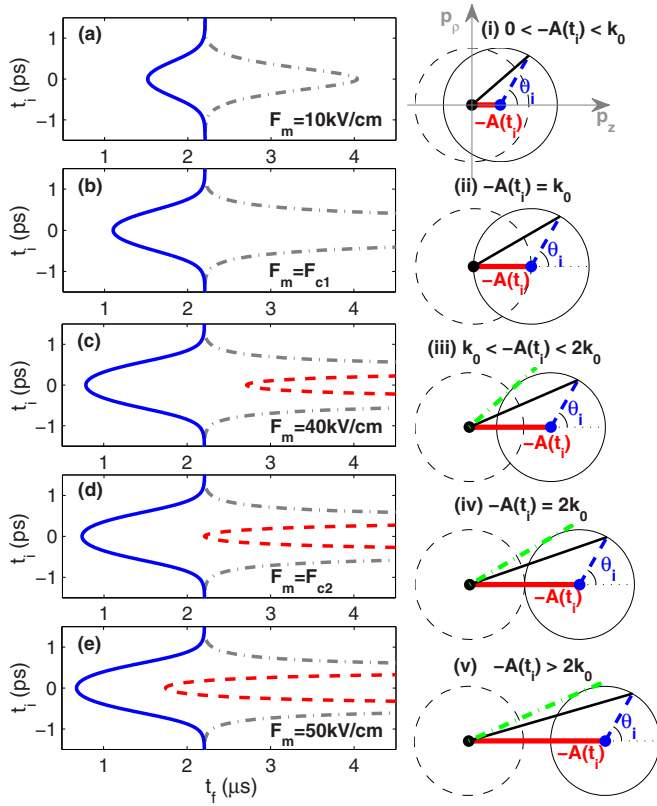 (a)
1
0
−1
t_i (ps)
F_m=10kV/cm
1 2 3 4
(b)
1
0
−1
t_i (ps)
F_m=F_c1
1 2 3 4
(c)
1
0
−1
t_i (ps)
F_m=40kV/cm
1 2 3 4
(d)
1
0
−1
t_i (ps)
F_m=F_c2
1 2 3 4
(e)
1
0
−1
t_i (ps)
F_m=50kV/cm
1 2 3 4
t_f (μs)
p_ρ
(i) 0 < −A(t_i) < k_0
θ_i
−A(t_i)
p_z
(ii) −A(t_i) = k_0
θ_i
−A(t_i)
(iii) k_0 < −A(t_i) < 2k_0
θ_i
−A(t_i)
(iv) −A(t_i) = 2k_0
θ_i
−A(t_i)
(v) −A(t_i) > 2k_0
θ_i
−A(t_i)